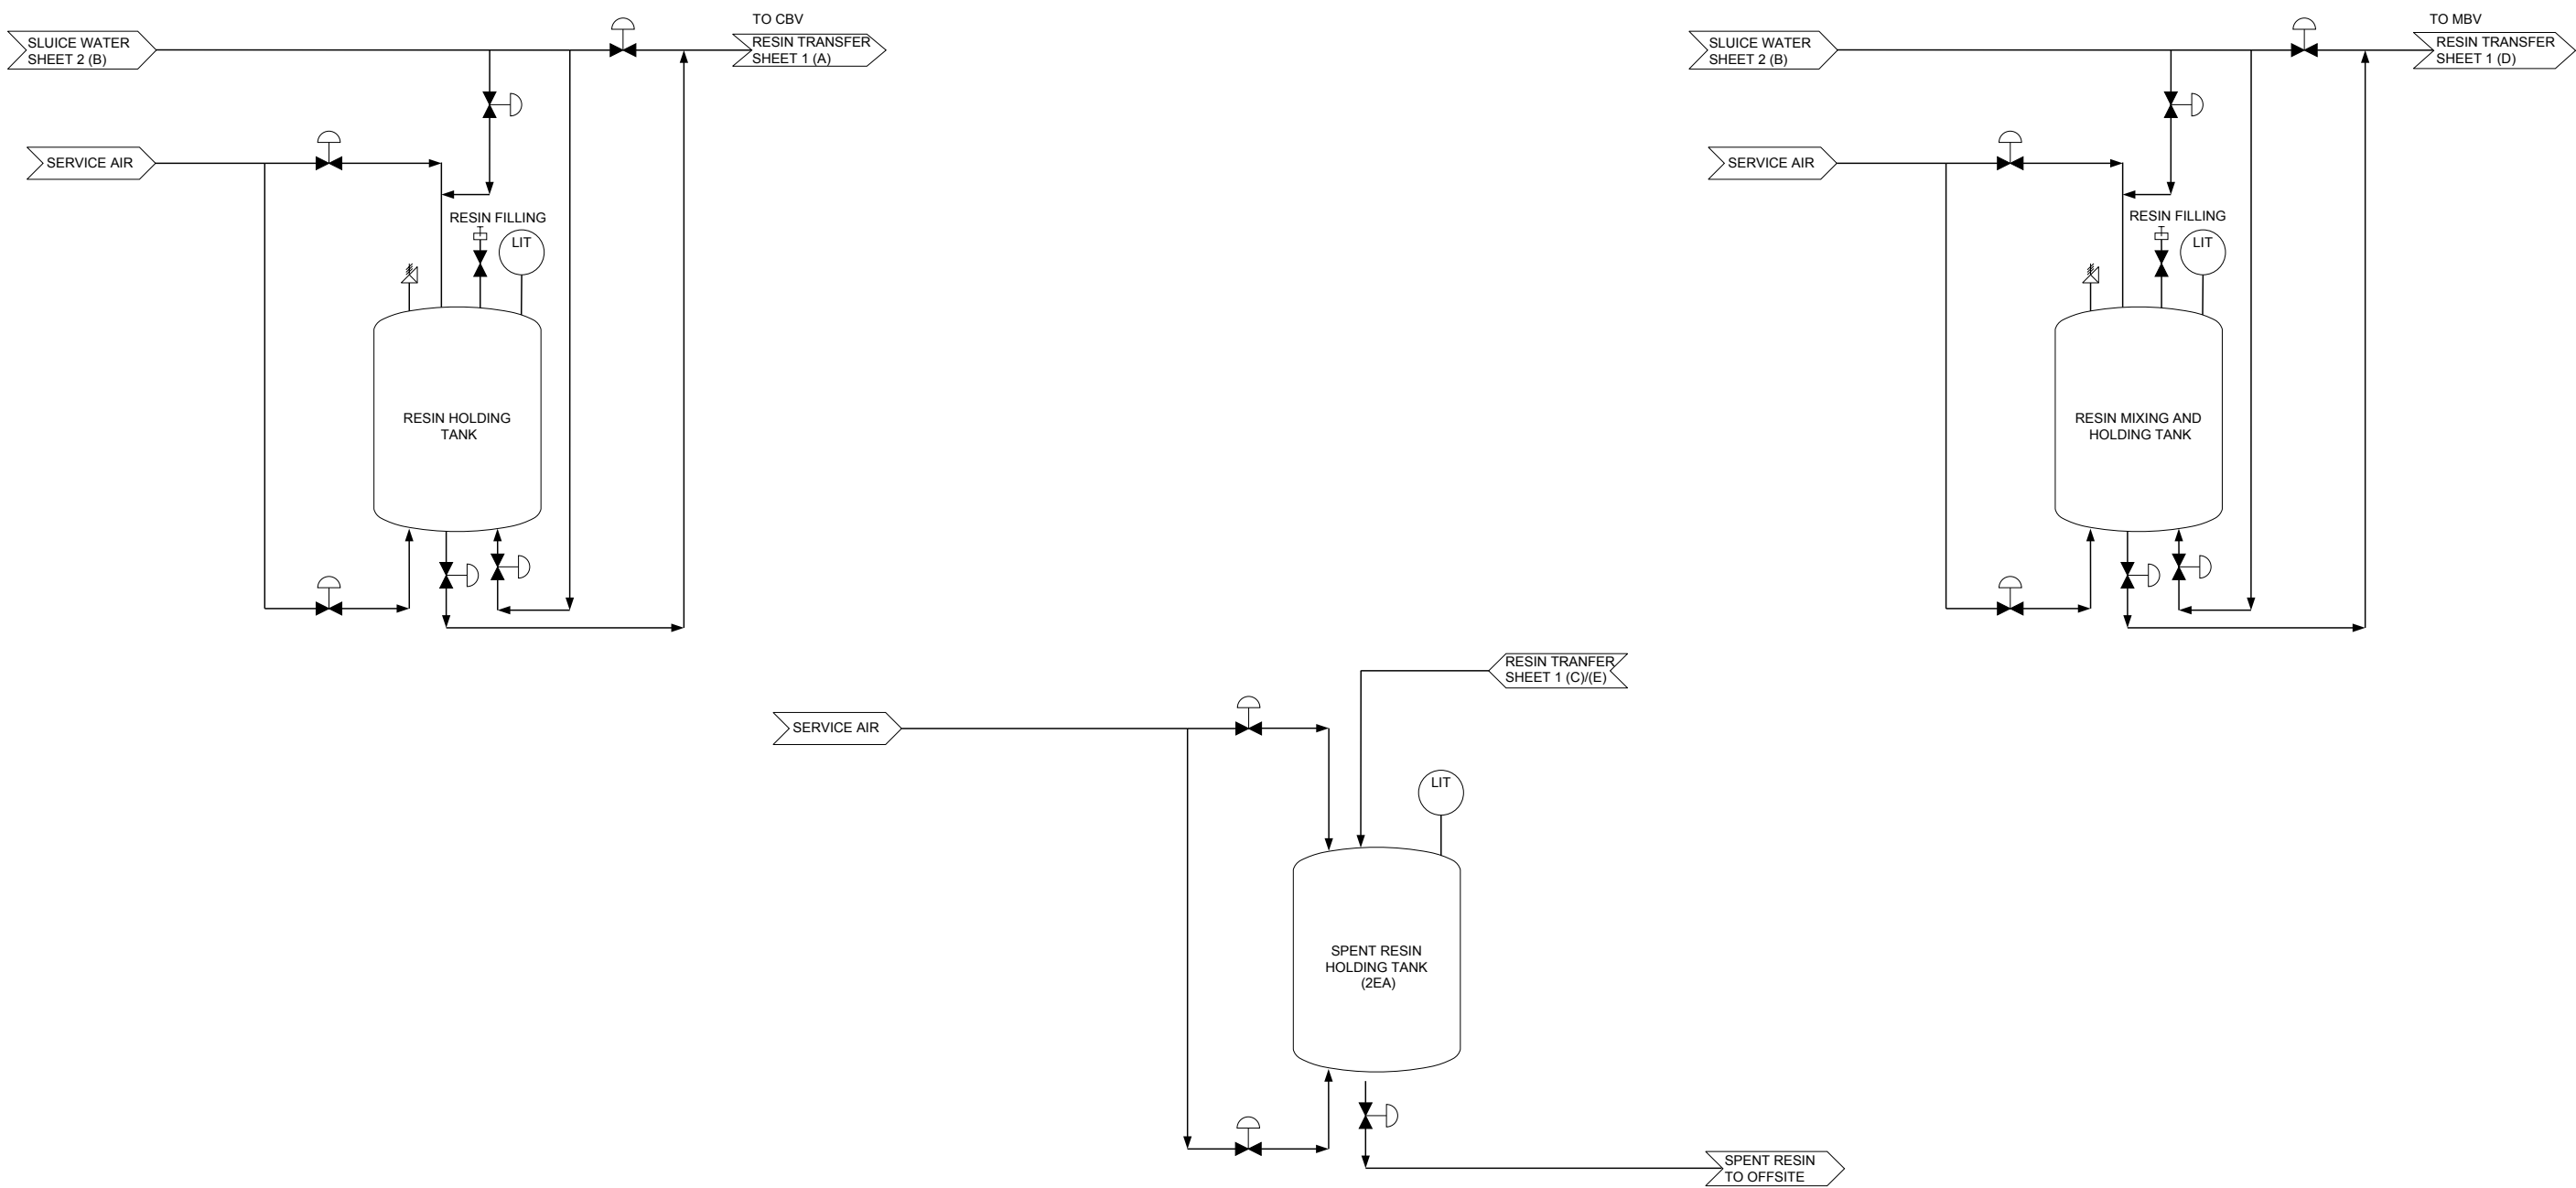 TO CBV
SLUICE WATER
SHEET 2 (B)
RESIN TRANSFER
SHEET 1 (A)
SERVICE AIR
RESIN FILLING
LIT
RESIN HOLDING
TANK
TO MBV
SLUICE WATER
SHEET 2 (B)
RESIN TRANSFER
SHEET 1 (D)
SERVICE AIR
RESIN FILLING
LIT
RESIN MIXING AND
HOLDING TANK
RESIN TRANFER
SHEET 1 (C)/(E)
SERVICE AIR
LIT
SPENT RESIN
HOLDING TANK
(2EA)
SPENT RESIN
TO OFFSITE